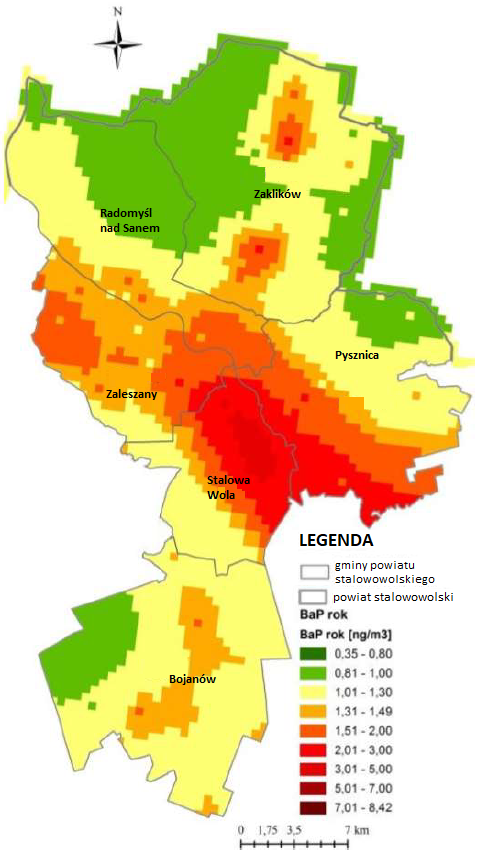 N
Zaklików
Radomyśl
nad Sanem
Pysznica
Zaleszany
Stalowa
Wola
Bojanów
LEGENDA
gminy powiatu
stalowowolskiego
powiat stalowowolski
BaP rok
BaP rok [ng/m3]
0,35 - 0,80
0,81 - 1,00
1,01 - 1,30
1,31 - 1,49
1,51 - 2,00
2,01 - 3,00
3,01 - 5,00
5,01 - 7,00
7,01 - 8,42
0 1,75 3,5 7 km